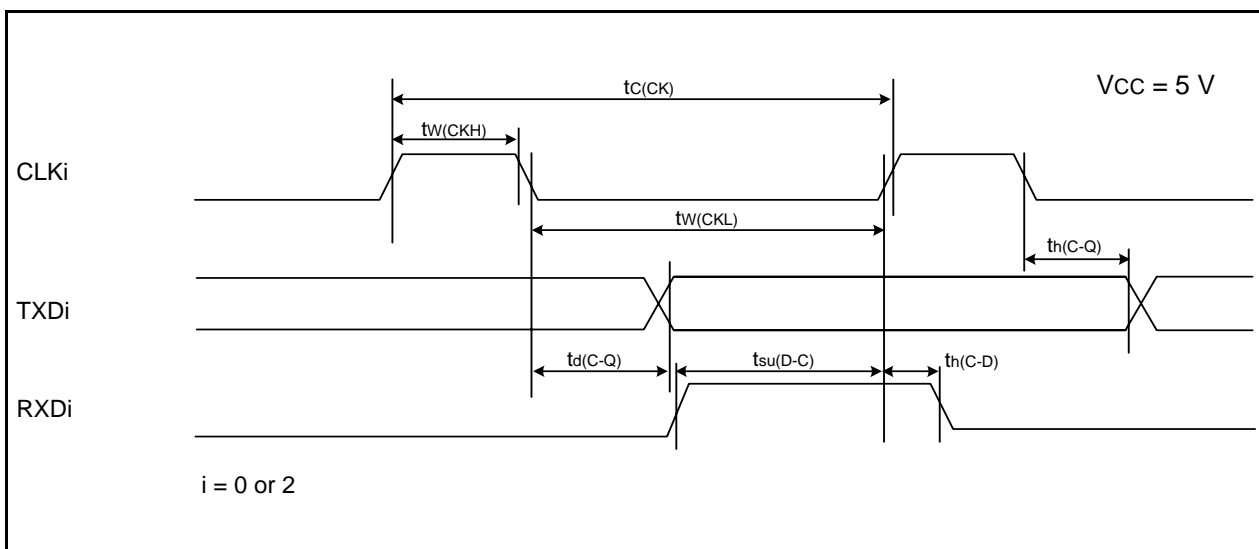 tC(CK)
VCC = 5 V
tW(CKH)
CLKi
tW(CKL)
th(C-Q)
TXDi
td(C-Q)
tsu(D-C)
th(C-D)
RXDi
i = 0 or 2